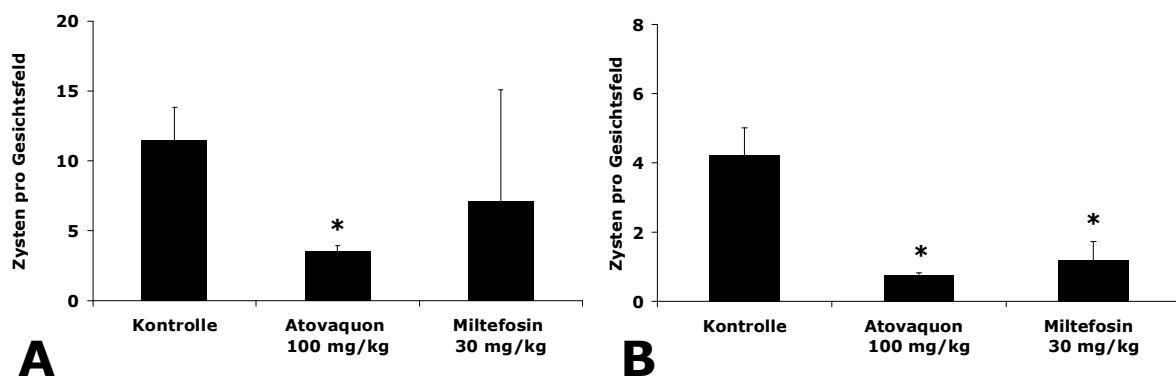 Zysten pro Gesichtsfeld
20
15
10
5
0
*
Kontrolle
Atovaquon
100 mg/kg
Miltefosin
30 mg/kg
A
Zysten pro Gesichtsfeld
8
6
4
2
0
*
*
Kontrolle
Atovaquon
100 mg/kg
Miltefosin
30 mg/kg
B